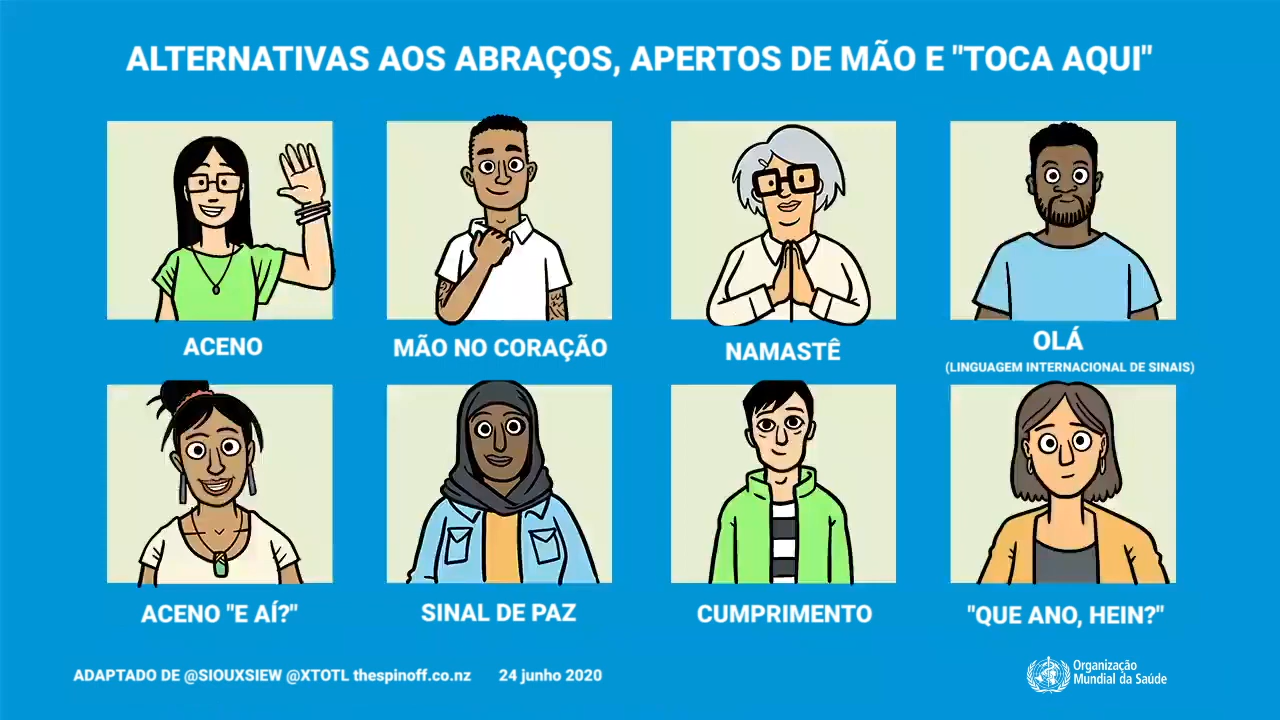 ALTERNATIVAS AOS ABRAÇOS, APERTOS DE MÃO E "TOCA AQUI"
ACENO
MÃO NO CORAÇÃO
NAMASTÊ
OLÁ
(LINGUAGEM INTERNACIONAL DE SINAIS)
ACENO "E AÍ?"
SINAL DE PAZ
CUMPRIMENTO
"QUE ANO, HEIN?"
ADAPTADO DE @SIOUXSIEW @XTOTL thespinoff.co.nz 24 junho 2020
Organização
Mundial da Saúde